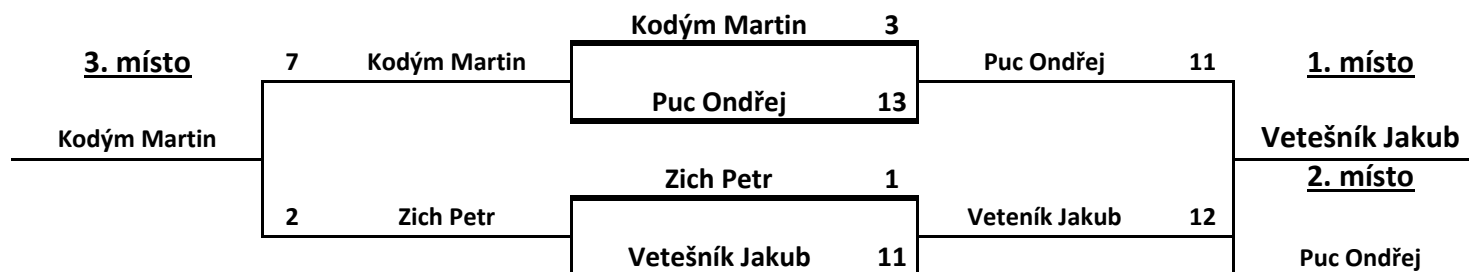 Kodým Martin 3
3. místo 7 Kodým Martin Puc Ondřej 11 1. místo
Puc Ondřej 13
Kodým Martin Vetešník Jakub
Zich Petr 1 2. místo
2 Zich Petr Veteník Jakub 12
Vetešník Jakub 11 Puc Ondřej